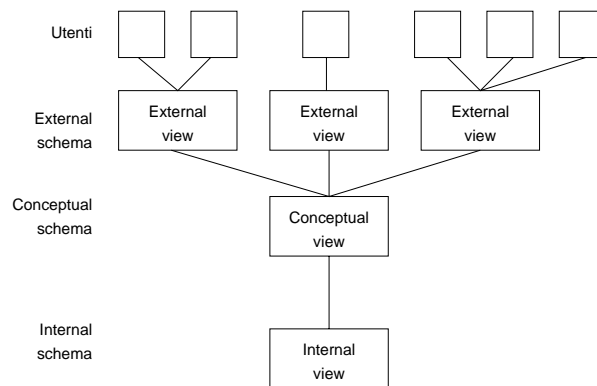 Utenti
External
schema
External
view
External
view
External
view
Conceptual
schema
Conceptual
view
Internal
schema
Internal
view